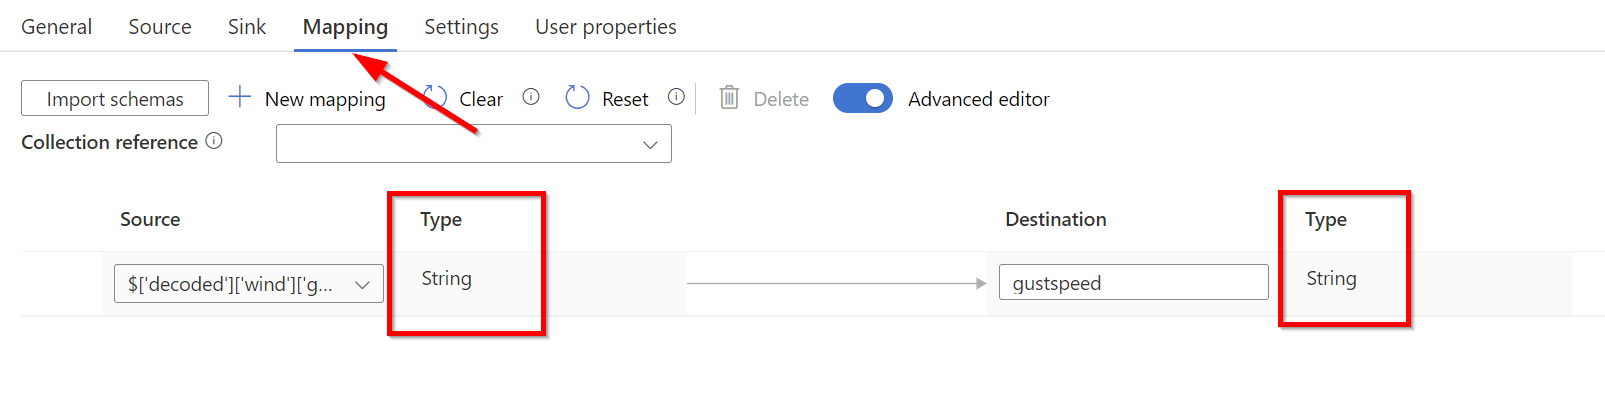 General Source Sink Mapping Settings User properties
Import schemas New mapping Clear Reset Delete Advanced editor
Collection reference
Source Type Destination Type
$['decoded']['wind']['g... String gustspeed String